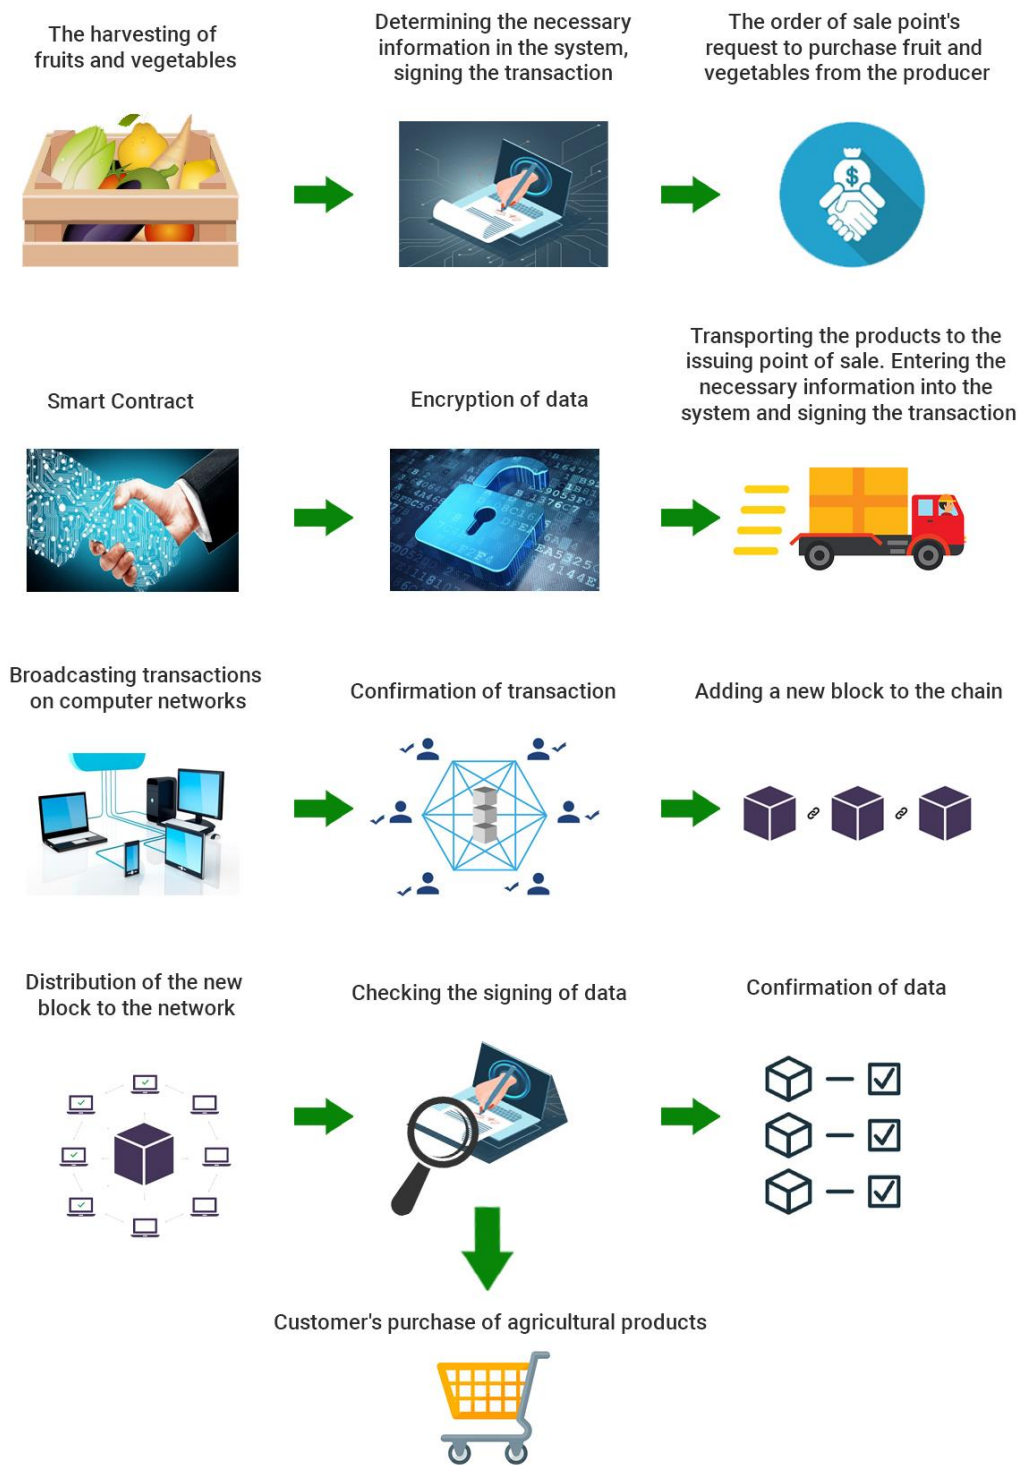 The harvesting of
fruits and vegetables
Determining the necessary
information in the system,
signing the transaction
The order of sale point's
request to purchase fruit and
vegetables from the producer
$
Smart Contract
Encryption of data
Transporting the products to the
issuing point of sale. Entering the
necessary information into the
system and signing the transaction
Broadcasting transactions
on computer networks
Confirmation of transaction
Adding a new block to the chain
Distribution of the new
block to the network
Checking the signing of data
Confirmation of data
Customer's purchase of agricultural products